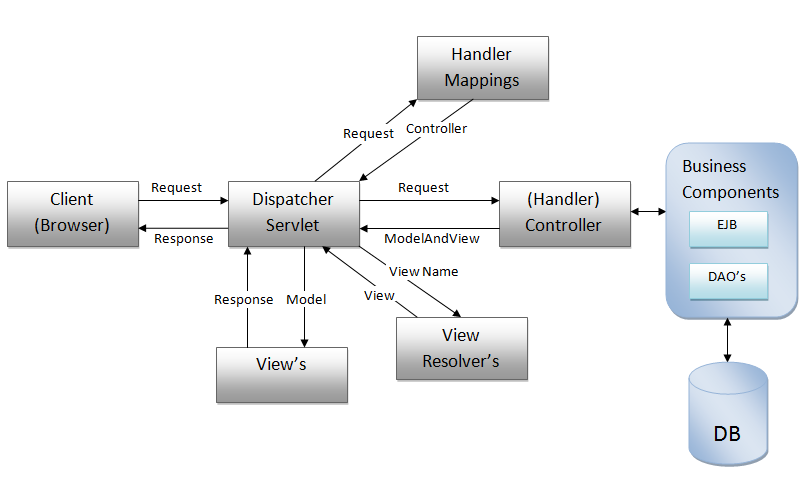 Handler
Mappings
Request
Controller
Business
Components
EJB
DAO's
Client
(Browser)
Request
Response
Dispatcher
Servlet
Request
ModelAndView
(Handler)
Controller
View Name
View
Response
Model
View
Resolver's
View's
DB